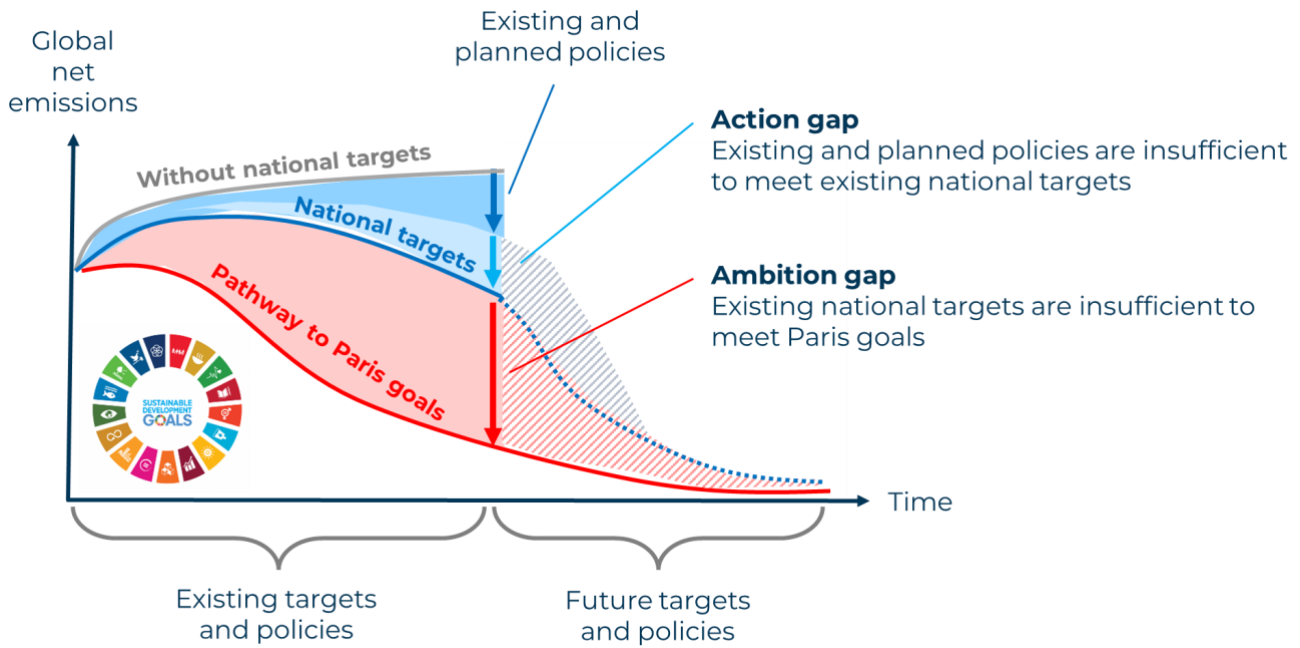 Existing and
planned policies
Global
net
emissions
Action gap
Existing and planned policies are insufficient
to meet existing national targets
Without national targets
National targets
Ambition gap
Existing national targets are insufficient to
meet Paris goals
Pathway to Paris goals
SUSTAINABLE
DEVELOPMENT
GOALS
Time
Existing targets
and policies
Future targets
and policies